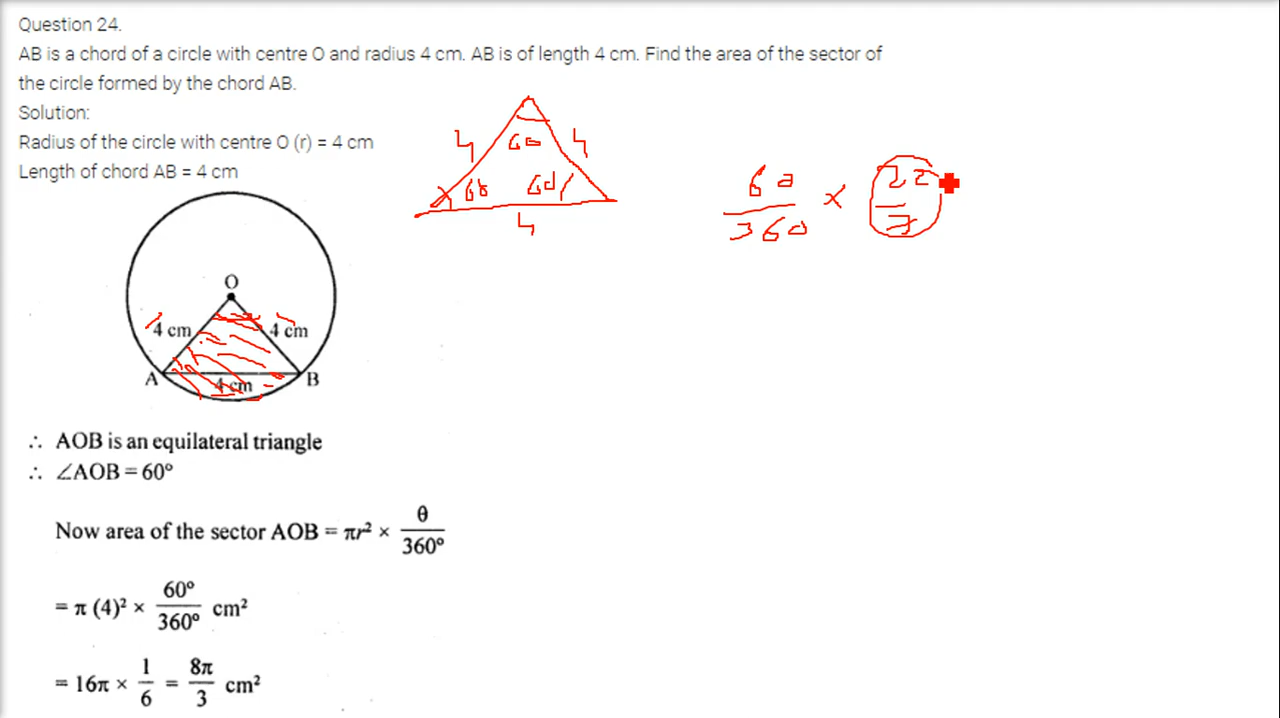 Question 24.
AB is a chord of a circle with centre O and radius 4 cm. AB is of length 4 cm. Find the area of the sector of
the circle formed by the chord AB.
Solution:
Radius of the circle with centre O (r) = 4 cm
Length of chord AB = 4 cm
4 60 4
60 60
4
60/360 × 22/7
O
4 cm 4 cm
A 4 cm B
∴ AOB is an equilateral triangle
∴ ∠AOB = 60°
Now area of the sector AOB = πr² × θ/360°
= π (4)² × 60°/360° cm²
= 16π × 1/6 = 8π/3 cm²